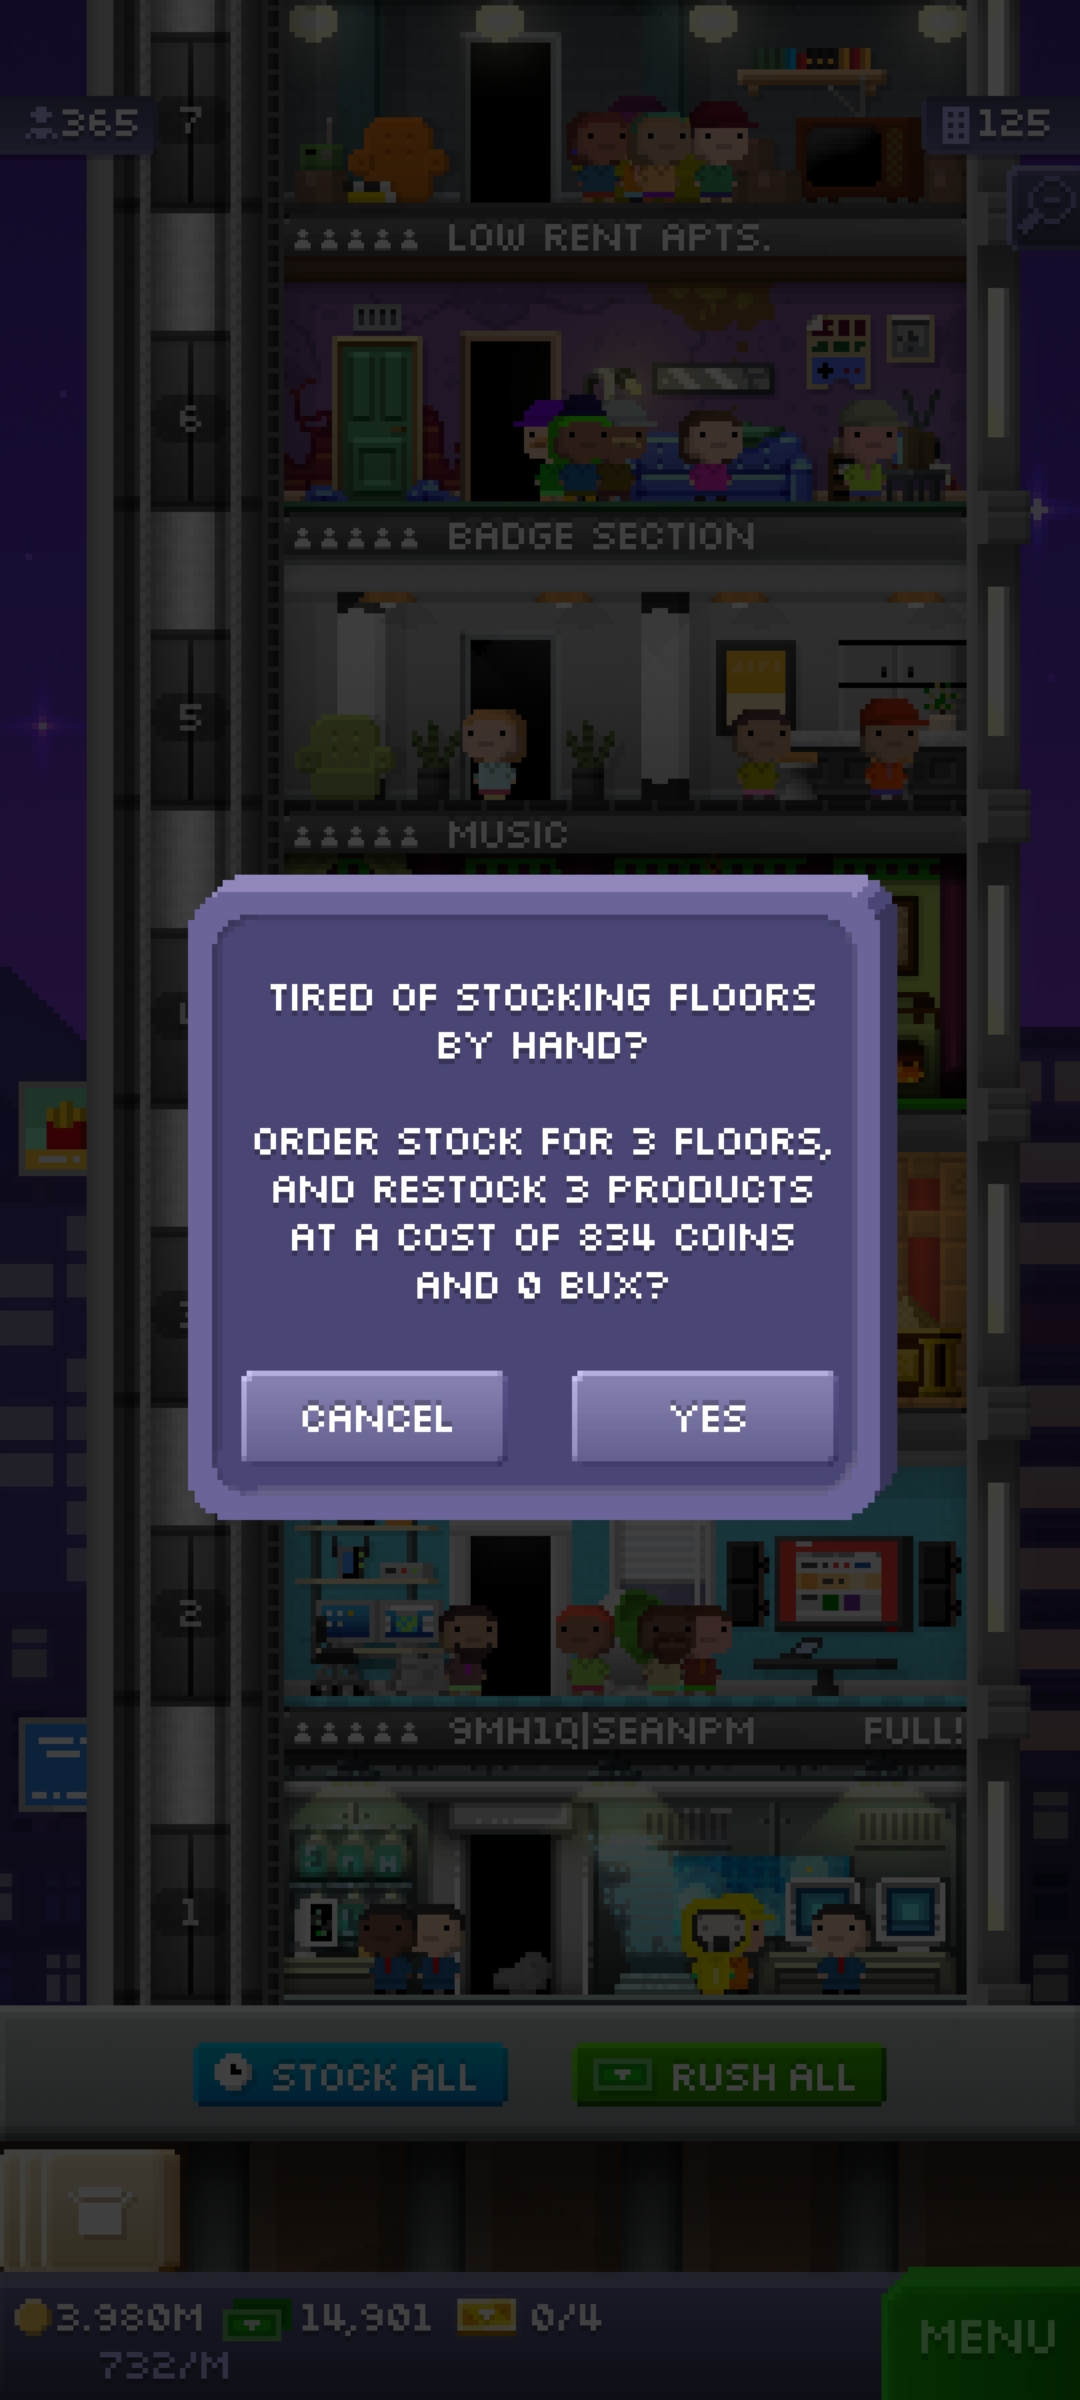 365
7
125
LOW RENT APTS.
6
BADGE SECTION
5
MUSIC
TIRED OF STOCKING FLOORS
BY HAND?
ORDER STOCK FOR 3 FLOORS,
AND RESTOCK 3 PRODUCTS
AT A COST OF 834 COINS
AND 0 BUX?
CANCEL
YES
2
9MH1Q|SEANPM
FULL!
1
STOCK ALL
RUSH ALL
3.980M
14,901
0/4
732/M
MENU